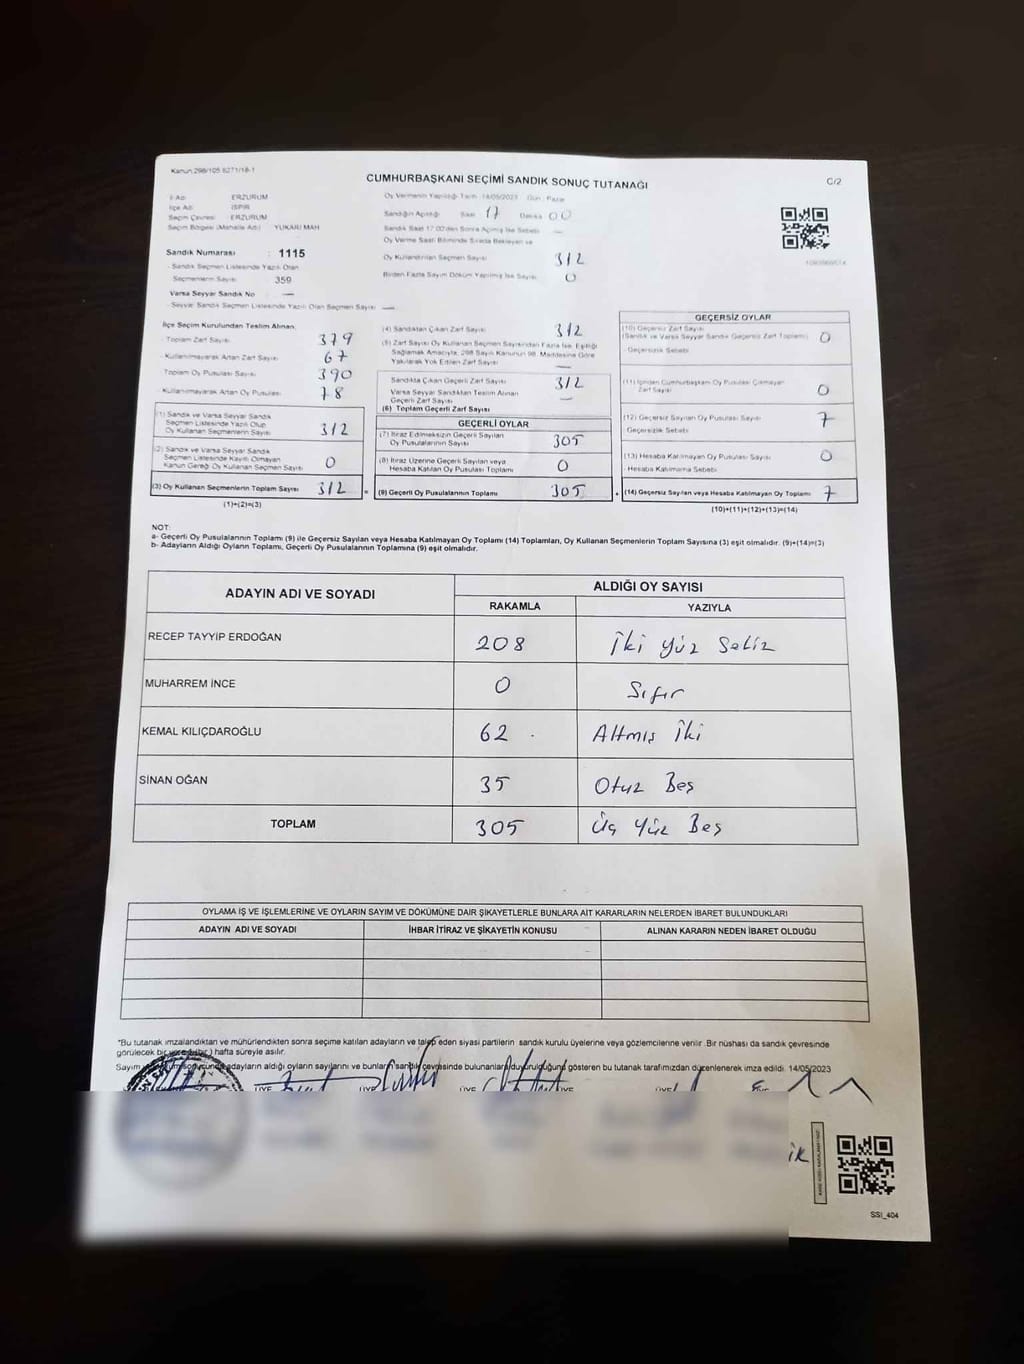 Kanun:298/105 6271/18-1
CUMHURBAŞKANI SEÇİMİ SANDIK SONUÇ TUTANAĞI
C/2
İl Adı : ERZURUM
İlçe Adı : İSPİR
Seçim Çevresi : ERZURUM
Seçim Bölgesi (Mahalle Adı) YUKARI MAH
Sandık Numarası : 1115
- Sandık Seçmen Listesinde Yazılı Olan
Seçmenlerin Sayısı 359
Varsa Seyyar Sandık No —
- Seyyar Sandık Seçmen Listesinde Yazılı Olan Seçmen Sayısı —
Oy Vermenin Yapıldığı Tarih 14/05/2023 Gün : Pazar
Sandığın Açıldığı Saat 17 Dakika 00
Sandık Saat 17:00'den Sonra Açılmış İse Sebebi —
Oy Verme Saati Bitiminde Sırada Bekleyen ve
Oy Kullandırılan Seçmen Sayısı 312
Birden Fazla Sayım Döküm Yapılmış İse Sayısı 0
İlçe Seçim Kurulundan Teslim Alınan;
- Toplam Zarf Sayısı 379
- Kullanılmayarak Artan Zarf Sayısı 67
Toplam Oy Pusulası Sayısı 390
- Kullanılmayarak Artan Oy Pusulası 78
(1) Sandık ve Varsa Seyyar Sandık
Seçmen Listesinde Yazılı Olup
Oy Kullanan Seçmenlerin Sayısı 312
(2) Sandık ve Varsa Seyyar Sandık
Seçmen Listesinde Kayıtlı Olmayan
Kanun Gereği Oy Kullanan Seçmen Sayısı 0
(3) Oy Kullanan Seçmenlerin Toplam Sayısı 312 =
(1)+(2)=(3)
(4) Sandıktan Çıkan Zarf Sayısı 312
(5) Zarf Sayısı Oy Kullanan Seçmen Sayısından Fazla İse, Eşitliği
Sağlamak Amacıyla, 298 Sayılı Kanunun 98. Maddesine Göre
Yakılarak Yok Edilen Zarf Sayısı —
Sandıkta Çıkan Geçerli Zarf Sayısı 312
Varsa Seyyar Sandıktan Teslim Alınan
Geçerli Zarf Sayısı —
(6) Toplam Geçerli Zarf Sayısı
GEÇERLİ OYLAR
(7) İtiraz Edilmeksizin Geçerli Sayılan
Oy Pusulalarının Sayısı 305
(8) İtiraz Üzerine Geçerli Sayılan veya
Hesaba Katılan Oy Pusulası Toplamı 0
(9) Geçerli Oy Pusulalarının Toplamı 305 +
GEÇERSİZ OYLAR
(10) Geçersiz Zarf Sayısı
(Sandık ve Varsa Seyyar Sandık Geçersiz Zarf Toplamı) 0
- Geçersizlik Sebebi
(11) İçinden Cumhurbaşkanı Oy Pusulası Çıkmayan
Zarf Sayısı 0
(12) Geçersiz Sayılan Oy Pusulası Sayısı 7
- Geçersizlik Sebebi
(13) Hesaba Katılmayan Oy Pusulası Sayısı 0
- Hesaba Katılmama Sebebi
(14) Geçersiz Sayılan veya Hesaba Katılmayan Oy Toplamı 7
(10)+(11)+(12)+(13)=(14)
NOT:
a- Geçerli Oy Pusulalarının Toplamı (9) ile Geçersiz Sayılan veya Hesaba Katılmayan Oy Toplamı (14) Toplamları, Oy Kullanan Seçmenlerin Toplam Sayısına (3) eşit olmalıdır. (9)+(14)=(3)
b- Adayların Aldığı Oyların Toplamı, Geçerli Oy Pusulalarının Toplamına (9) eşit olmalıdır.
ADAYIN ADI VE SOYADI ALDIĞI OY SAYISI
RAKAMLA YAZIYLA
RECEP TAYYİP ERDOĞAN 208 İki Yüz Sekiz
MUHARREM İNCE 0 Sıfır
KEMAL KILIÇDAROĞLU 62 Altmış İki
SİNAN OĞAN 35 Otuz Beş
TOPLAM 305 Üç Yüz Beş
OYLAMA İŞ VE İŞLEMLERİNE VE OYLARIN SAYIM VE DÖKÜMÜNE DAİR ŞİKAYETLERLE BUNLARA AİT KARARLARIN NELERDEN İBARET BULUNDUKLARI
ADAYIN ADI VE SOYADI İHBAR İTİRAZ VE ŞİKAYETİN KONUSU ALINAN KARARIN NEDEN İBARET OLDUĞU
*Bu tutanak imzalandıktan ve mühürlendikten sonra seçime katılan adayların ve talep eden siyasi partilerin sandık kurulu üyelerine veya gözlemcilerine verilir. Bir nüshası da sandık çevresinde
görülecek bir yere (bir) hafta süreyle asılır.
Sayım döküm sonucunda adayların aldığı oyların sayılarını ve bunların sandık çevresinde bulunanlara duyurulduğunu gösteren bu tutanak tarafımızdan düzenlenerek imza edildi. 14/05/2023
SSI_404